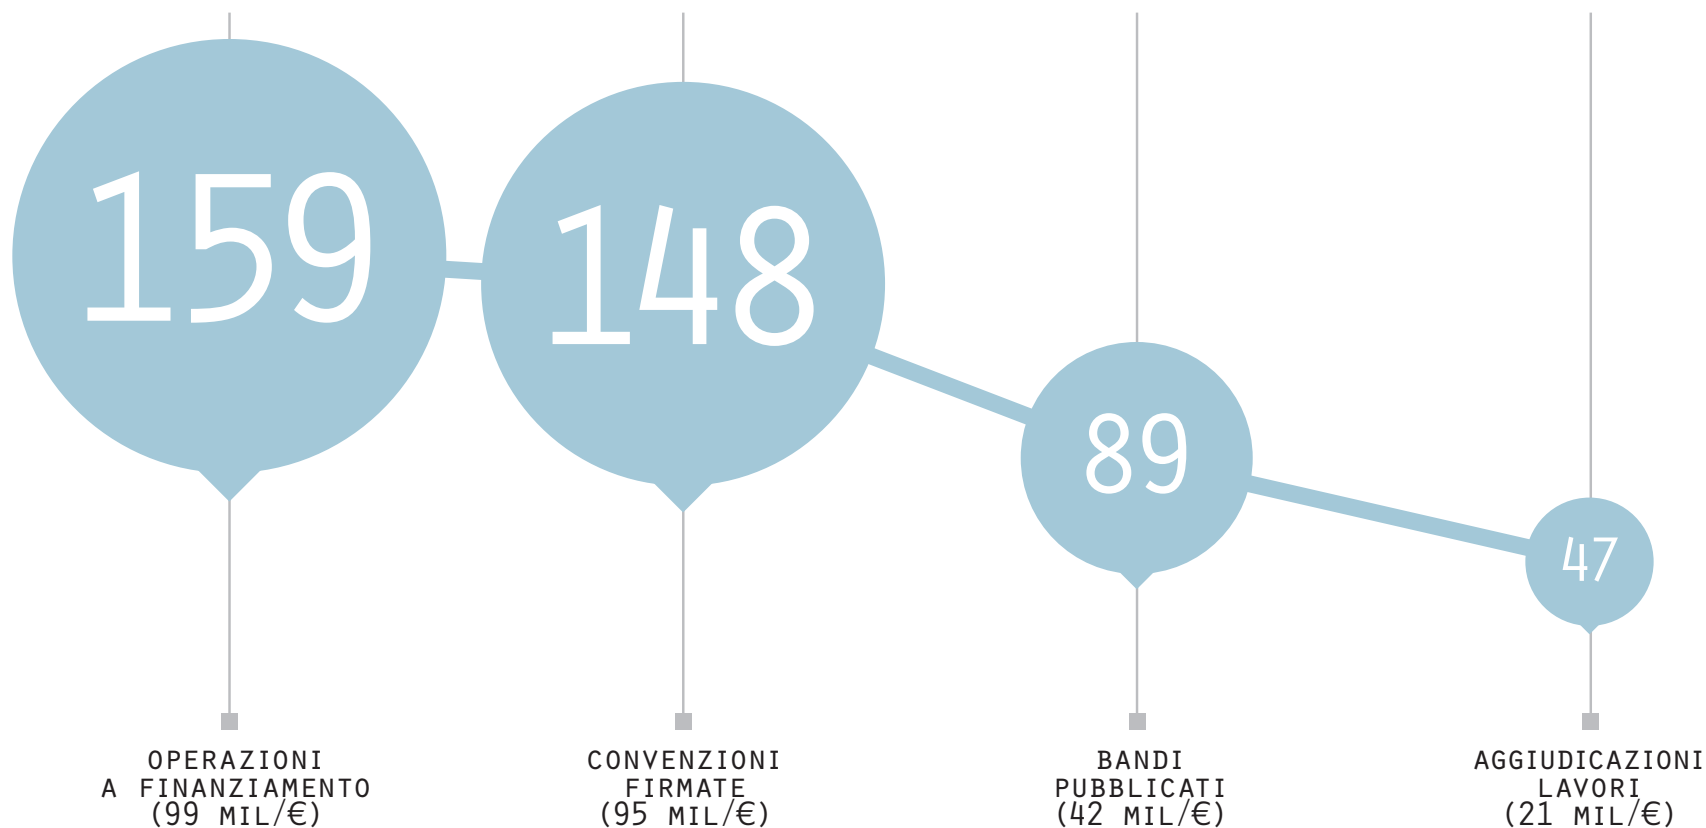 159
148
89
47
OPERAZIONI
A FINANZIAMENTO
(99 MIL/€)
CONVENZIONI
FIRMATE
(95 MIL/€)
BANDI
PUBBLICATI
(42 MIL/€)
AGGIUDICAZIONI
LAVORI
(21 MIL/€)